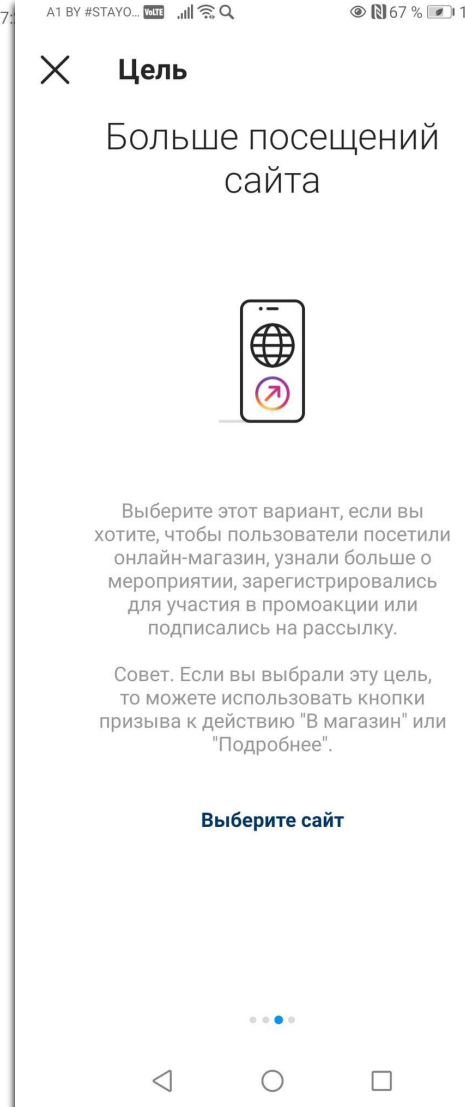 7:
A1 BY #STAYO... VoLTE 67 % 1
Цель
Больше посещений
сайта
Выберите этот вариант, если вы
хотите, чтобы пользователи посетили
онлайн-магазин, узнали больше о
мероприятии, зарегистрировались
для участия в промоакции или
подписались на рассылку.
Совет. Если вы выбрали эту цель,
то можете использовать кнопки
призыва к действию "В магазин" или
"Подробнее".
Выберите сайт